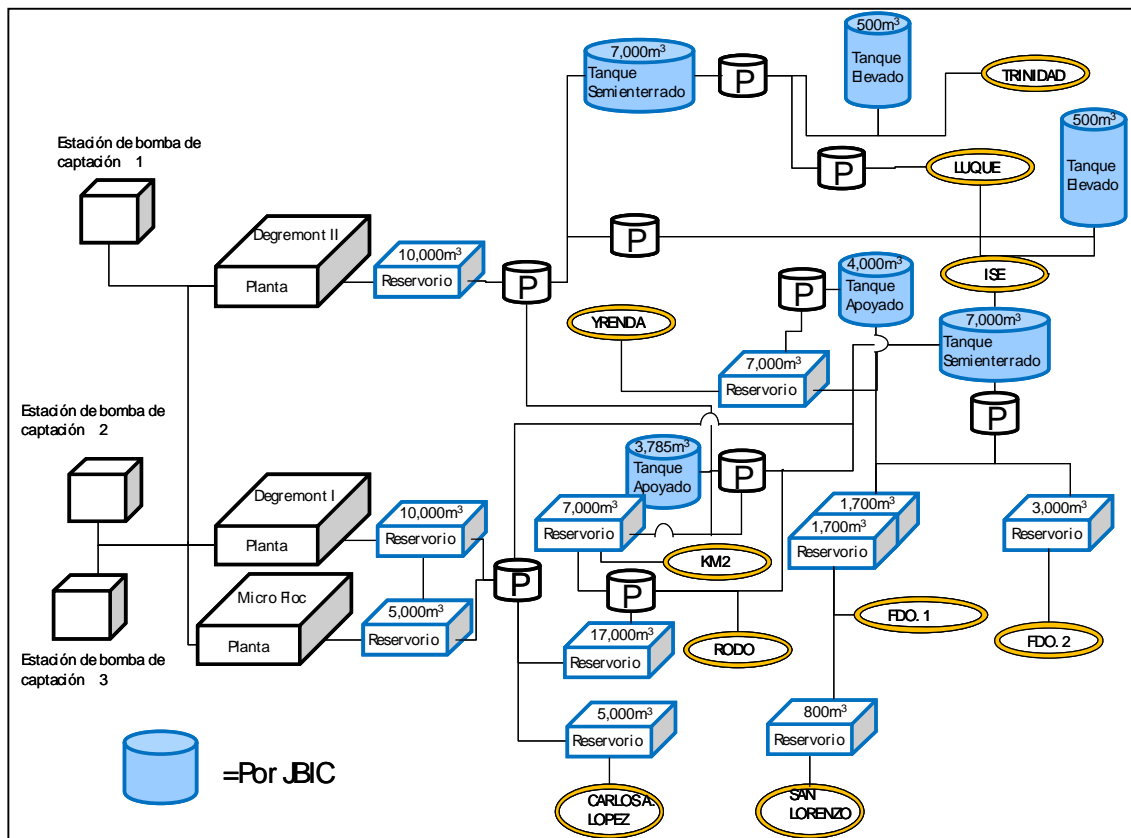 500m³
Tanque
Elevado
7,000m³
Tanque
Semienterrado
P
TRINIDAD
500m³
Tanque
Elevado
Estación de bomba de
captación 1
P
LUQUE
Degremont II
Planta
10,000m³
Reservorio
P
P
4,000m³
Tanque
Apoyado
ISE
P
YRENDA
7,000m³
Tanque
Semienterrado
7,000m³
Reservorio
Estación de bomba de
captación 2
P
3,785m³
Tanque
Apoyado
P
Degremont I
Planta
10,000m³
Reservorio
7,000m³
Reservorio
1,700m³
1,700m³
Reservorio
3,000m³
Reservorio
KM2
P
P
Micro Floc
Planta
5,000m³
Reservorio
17,000m³
Reservorio
RODO
FDO. 1
FDO. 2
Estación de bomba de
captación 3
5,000m³
Reservorio
800m³
Reservorio
=Por JBIC
CARLOS A.
LOPEZ
SAN
LORENZO